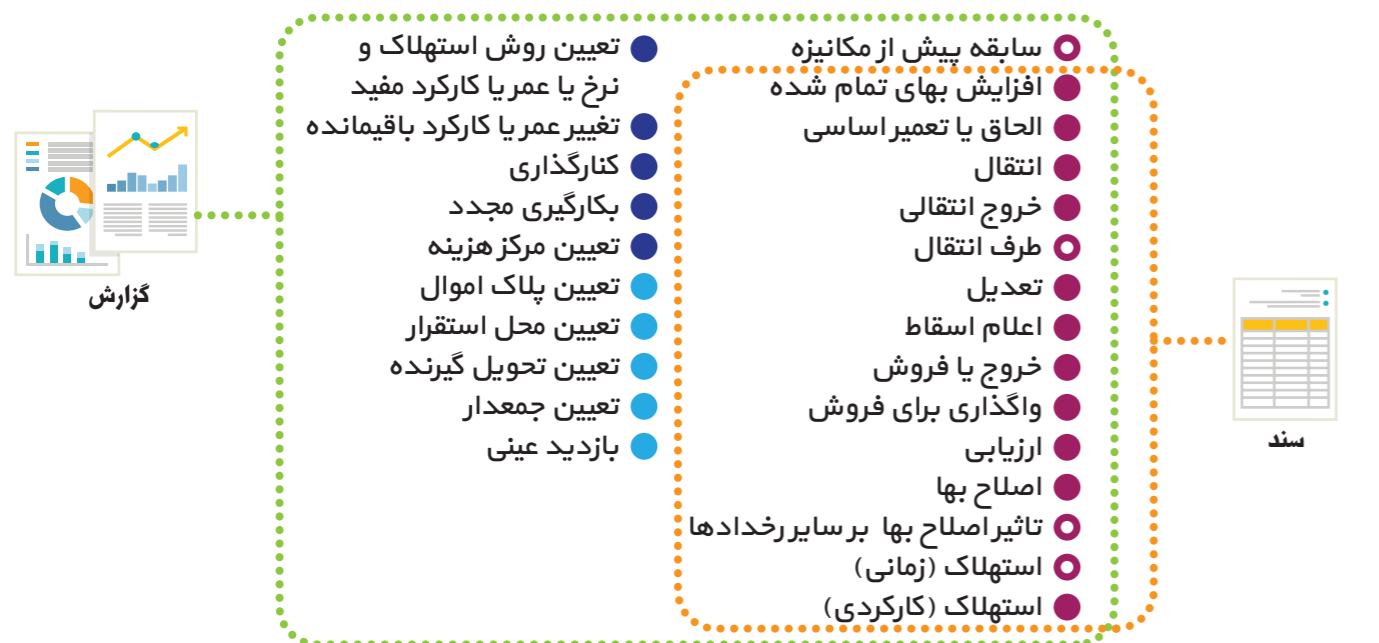 سابقه پیش از مکانیزه
افزایش بهای تمام شده
الحاق یا تعمیر اساسی
انتقال
خروج انتقالی
طرف انتقال
تعدیل
اعلام اسقاط
خروج یا فروش
واگذاری برای فروش
ارزیابی
اصلاح بها
تاثیر اصلاح بها بر سایر رخدادها
استهلاک (زمانی)
استهلاک (کارکردی)
تعیین روش استهلاک و
نرخ یا عمر یا کارکرد مفید
تغییر عمر یا کارکرد باقیمانده
کنارگذاری
بکارگیری مجدد
تعیین مرکز هزینه
تعیین پلاک اموال
تعیین محل استقرار
تعیین تحویل گیرنده
تعیین جمعدار
بازدید عینی
سند
گزارش